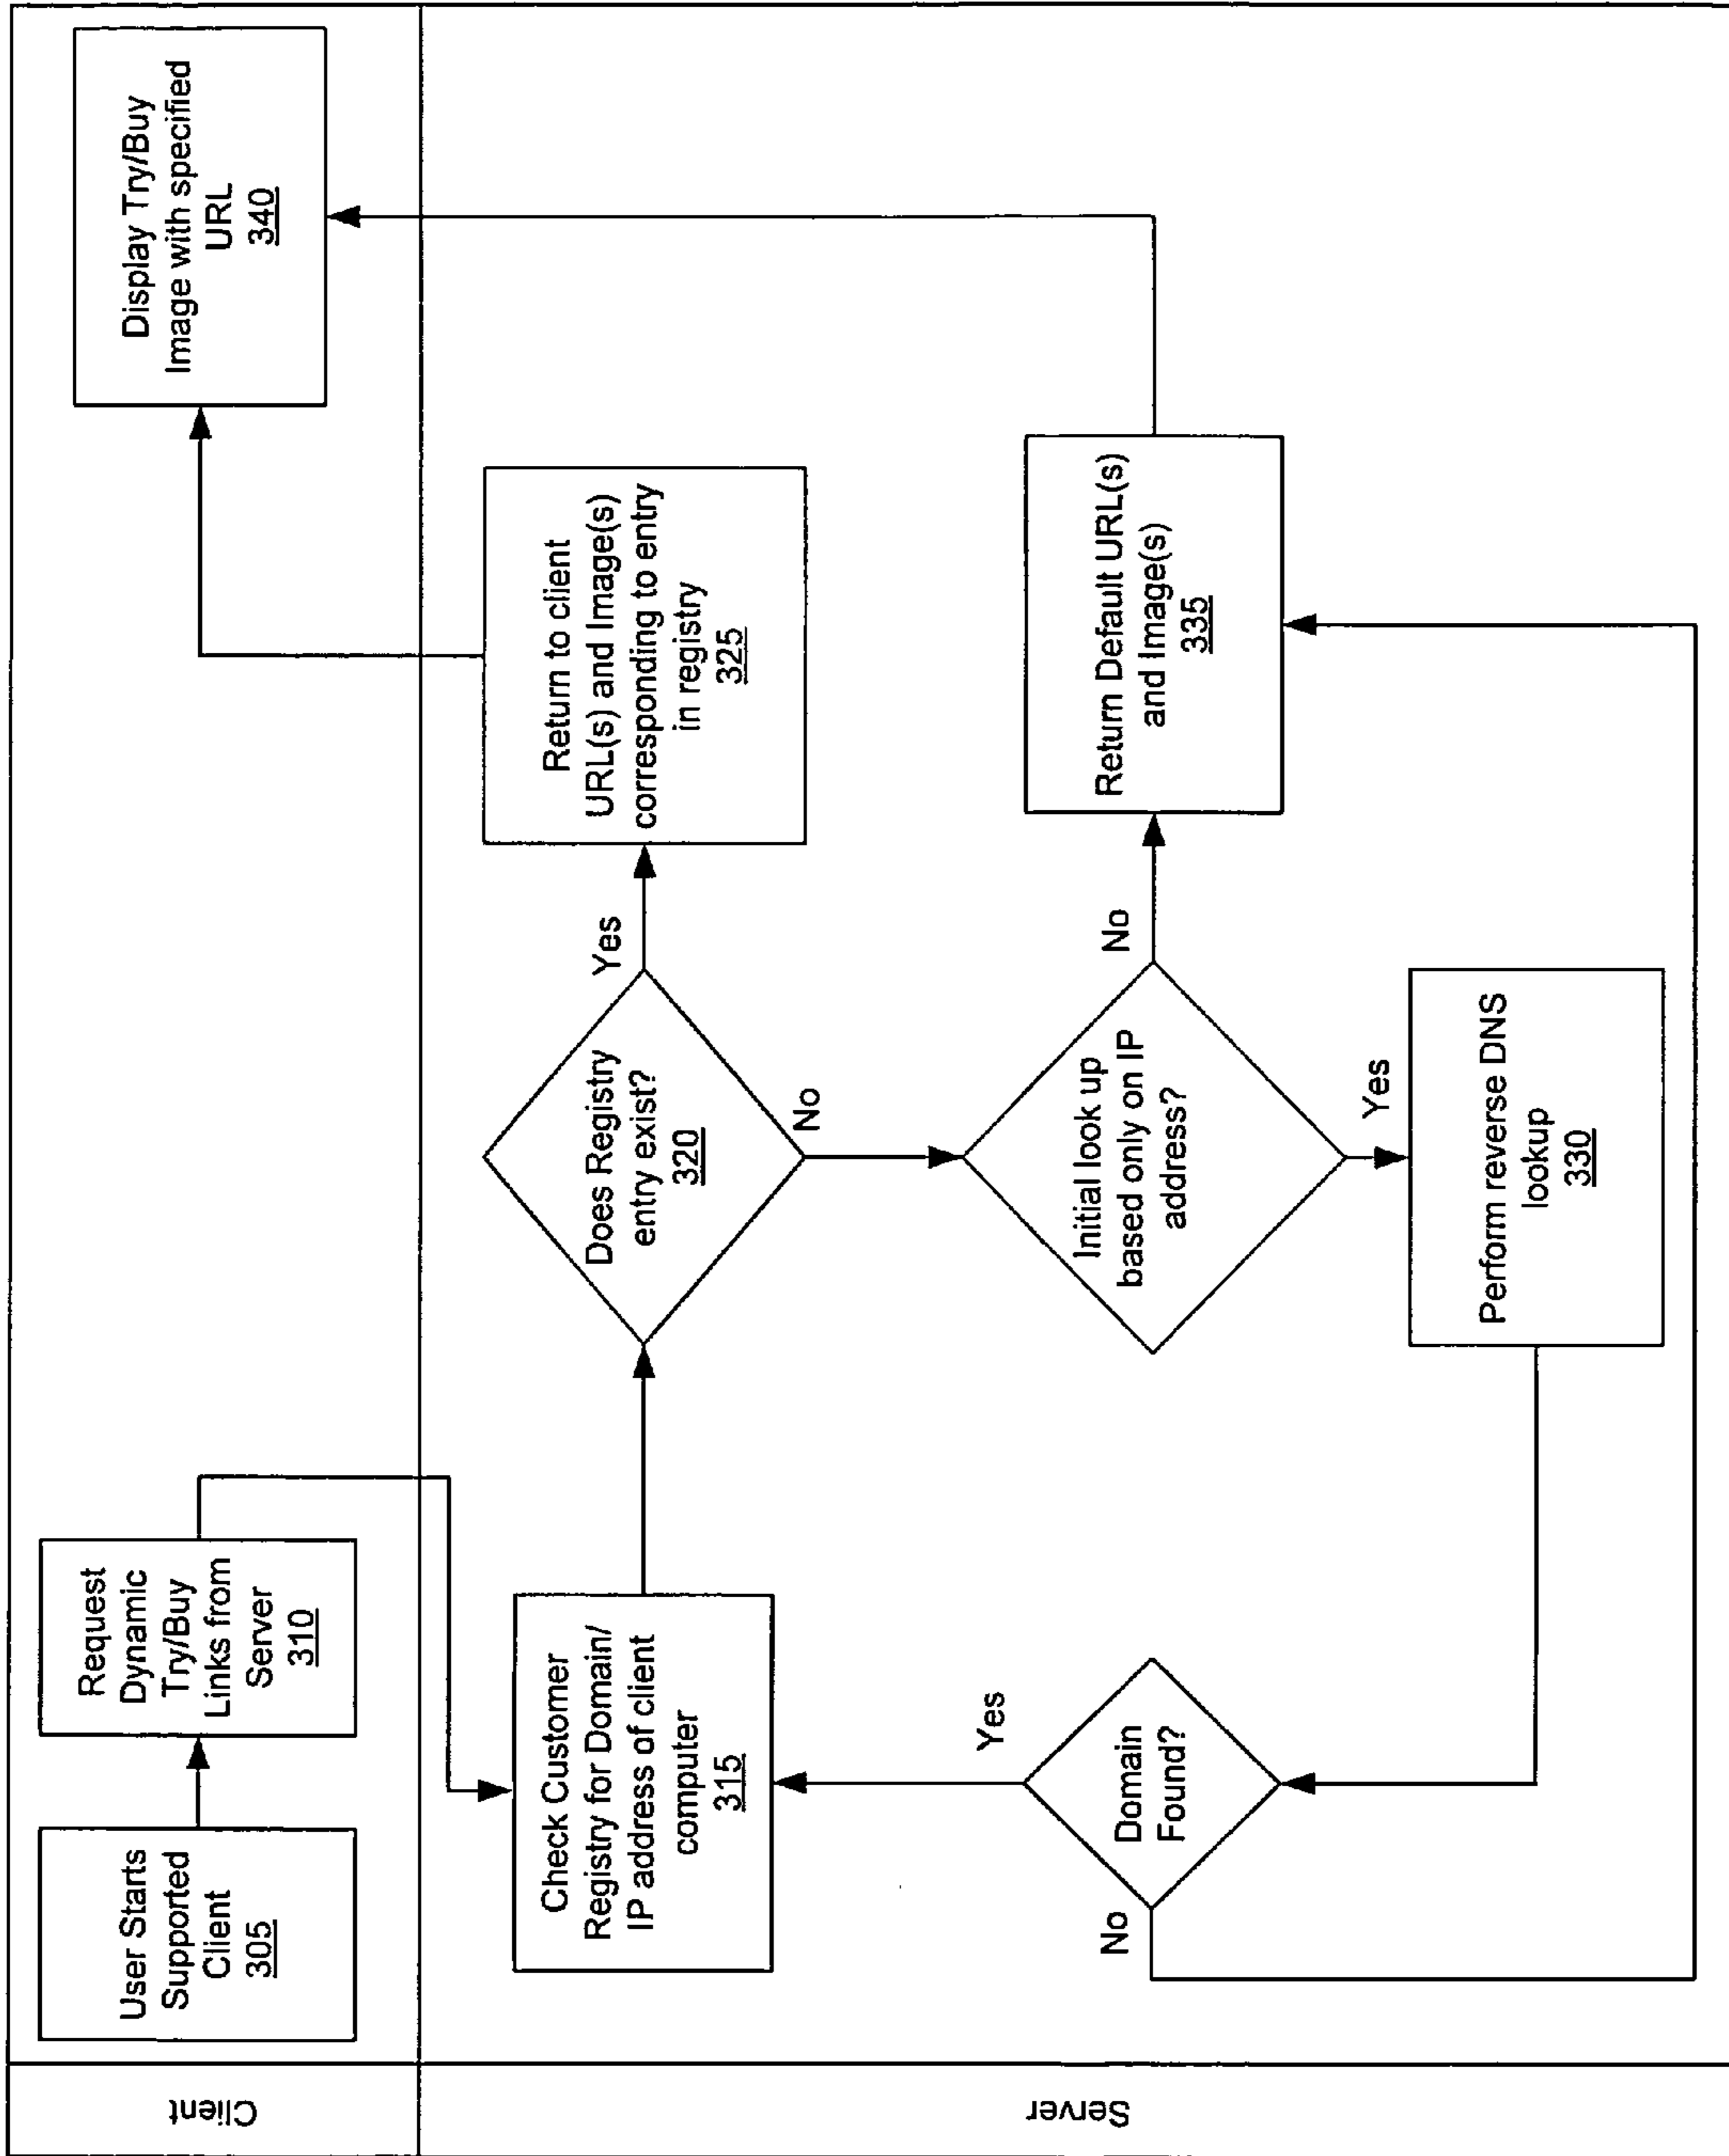 Client
User Starts
Supported
Client
305
Request
Dynamic
Try/Buy
Links from
Server
310
Display Try/Buy
Image with specified
URL
340
Server
Check Customer
Registry for Domain/
IP address of client
computer
315
Does Registry
entry exist?
320
Yes
No
Return to client
URL(s) and Image(s)
corresponding to entry
in registry
325
Initial look up
based only on IP
address?
No
Yes
Return Default URL(s)
and Image(s)
335
Perform reverse DNS
lookup
330
Domain
Found?
Yes
No